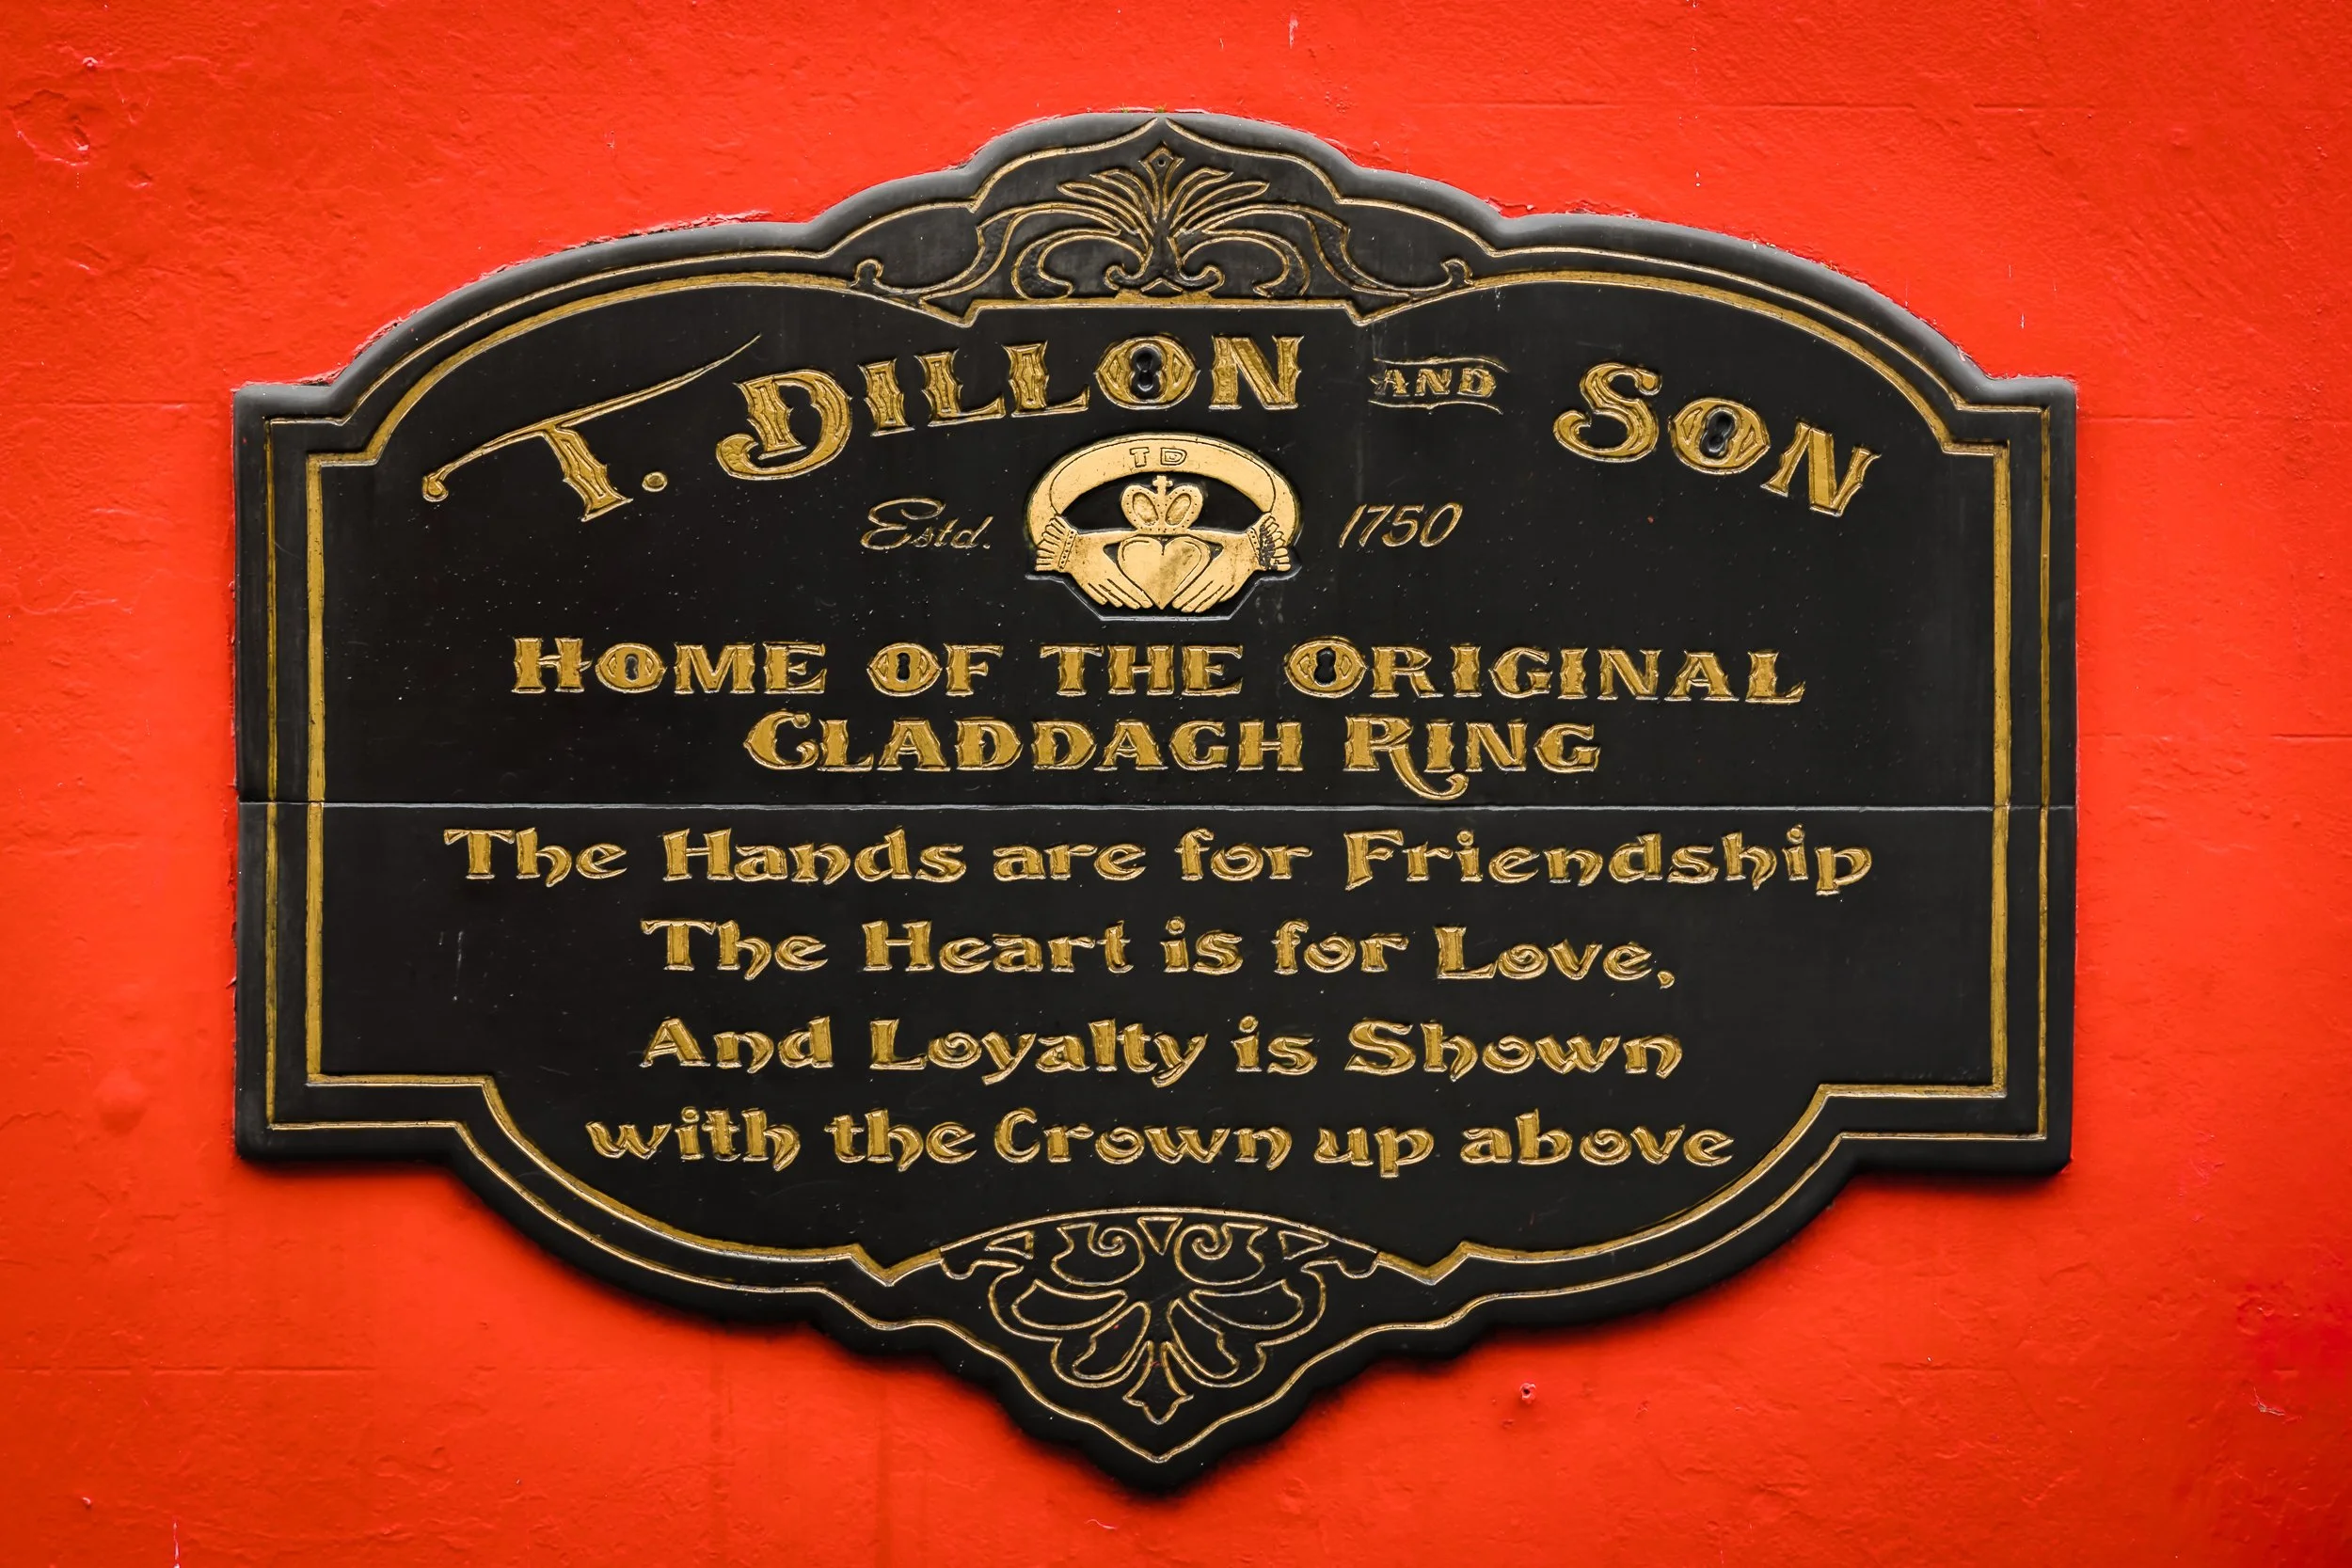 T. DILLON AND SON
TD
Estd. 1750
HOME OF THE ORIGINAL
CLADDAGH RING
The Hands are for Friendship
The Heart is for Love,
And Loyalty is Shown
with the Crown up above